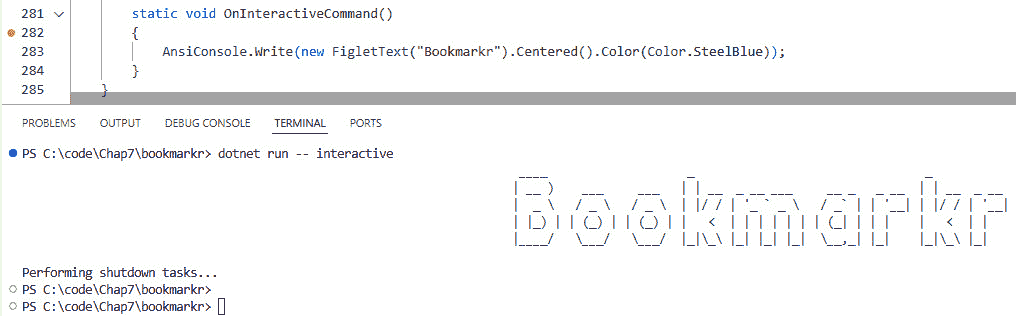 281 static void OnInteractiveCommand()
282 {
283 AnsiConsole.Write(new FigletText("Bookmarkr").Centered().Color(Color.SteelBlue));
284 }
285 }
PROBLEMS OUTPUT DEBUG CONSOLE TERMINAL PORTS
PS C:\code\Chap7\bookmarkr> dotnet run -- interactive
Bookmarkr
Performing shutdown tasks...
PS C:\code\Chap7\bookmarkr>
PS C:\code\Chap7\bookmarkr>